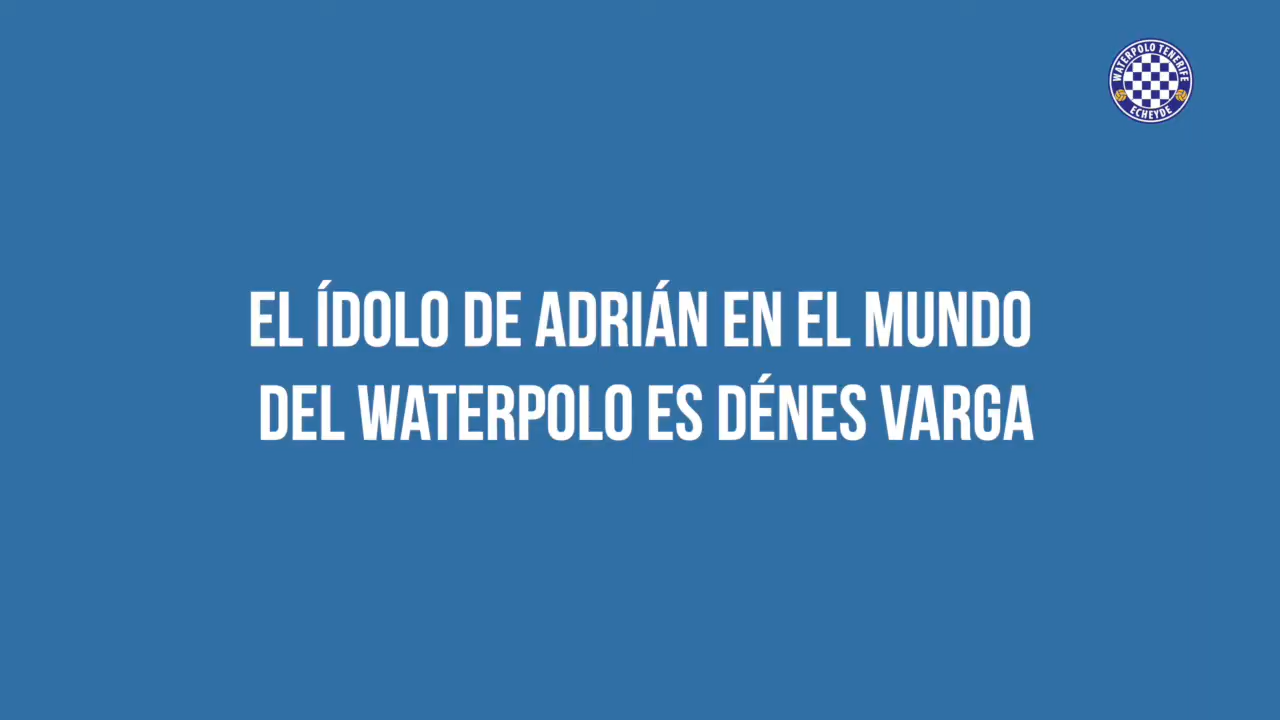 WATERPOLO TENERIFE
ECHEYDE
EL ÍDOLO DE ADRIÁN EN EL MUNDO
DEL WATERPOLO ES DÉNES VARGA